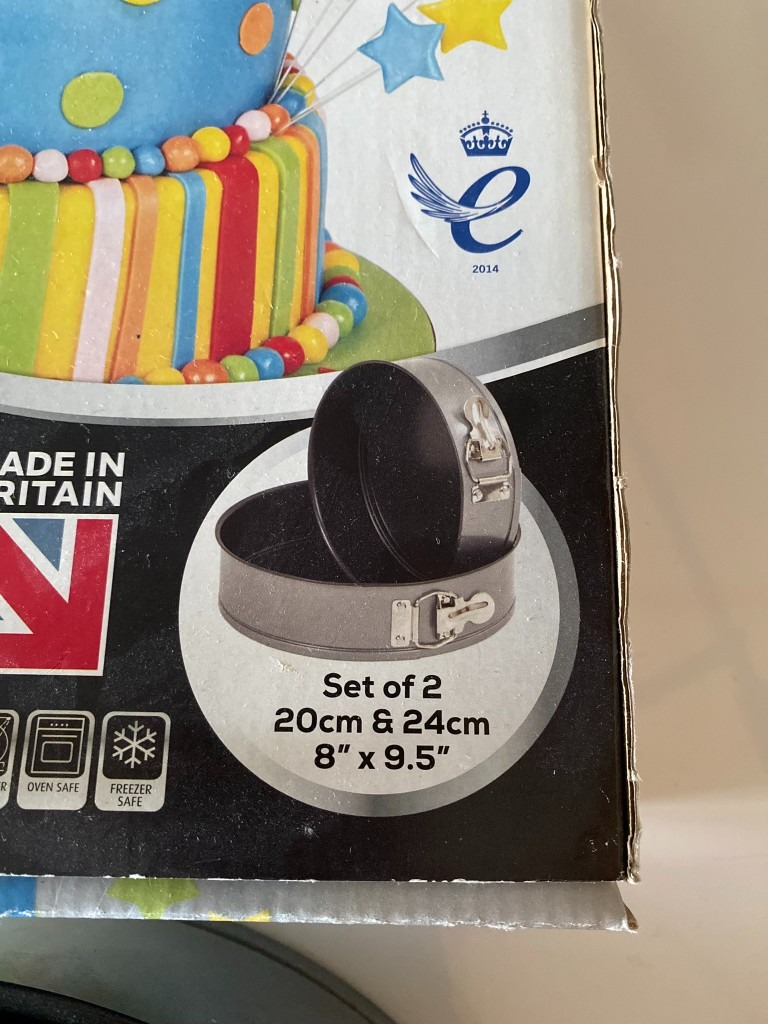 e
2014
ADE IN
RITAIN
Set of 2
20cm & 24cm
8” x 9.5”
OVEN SAFE
FREEZER
SAFE